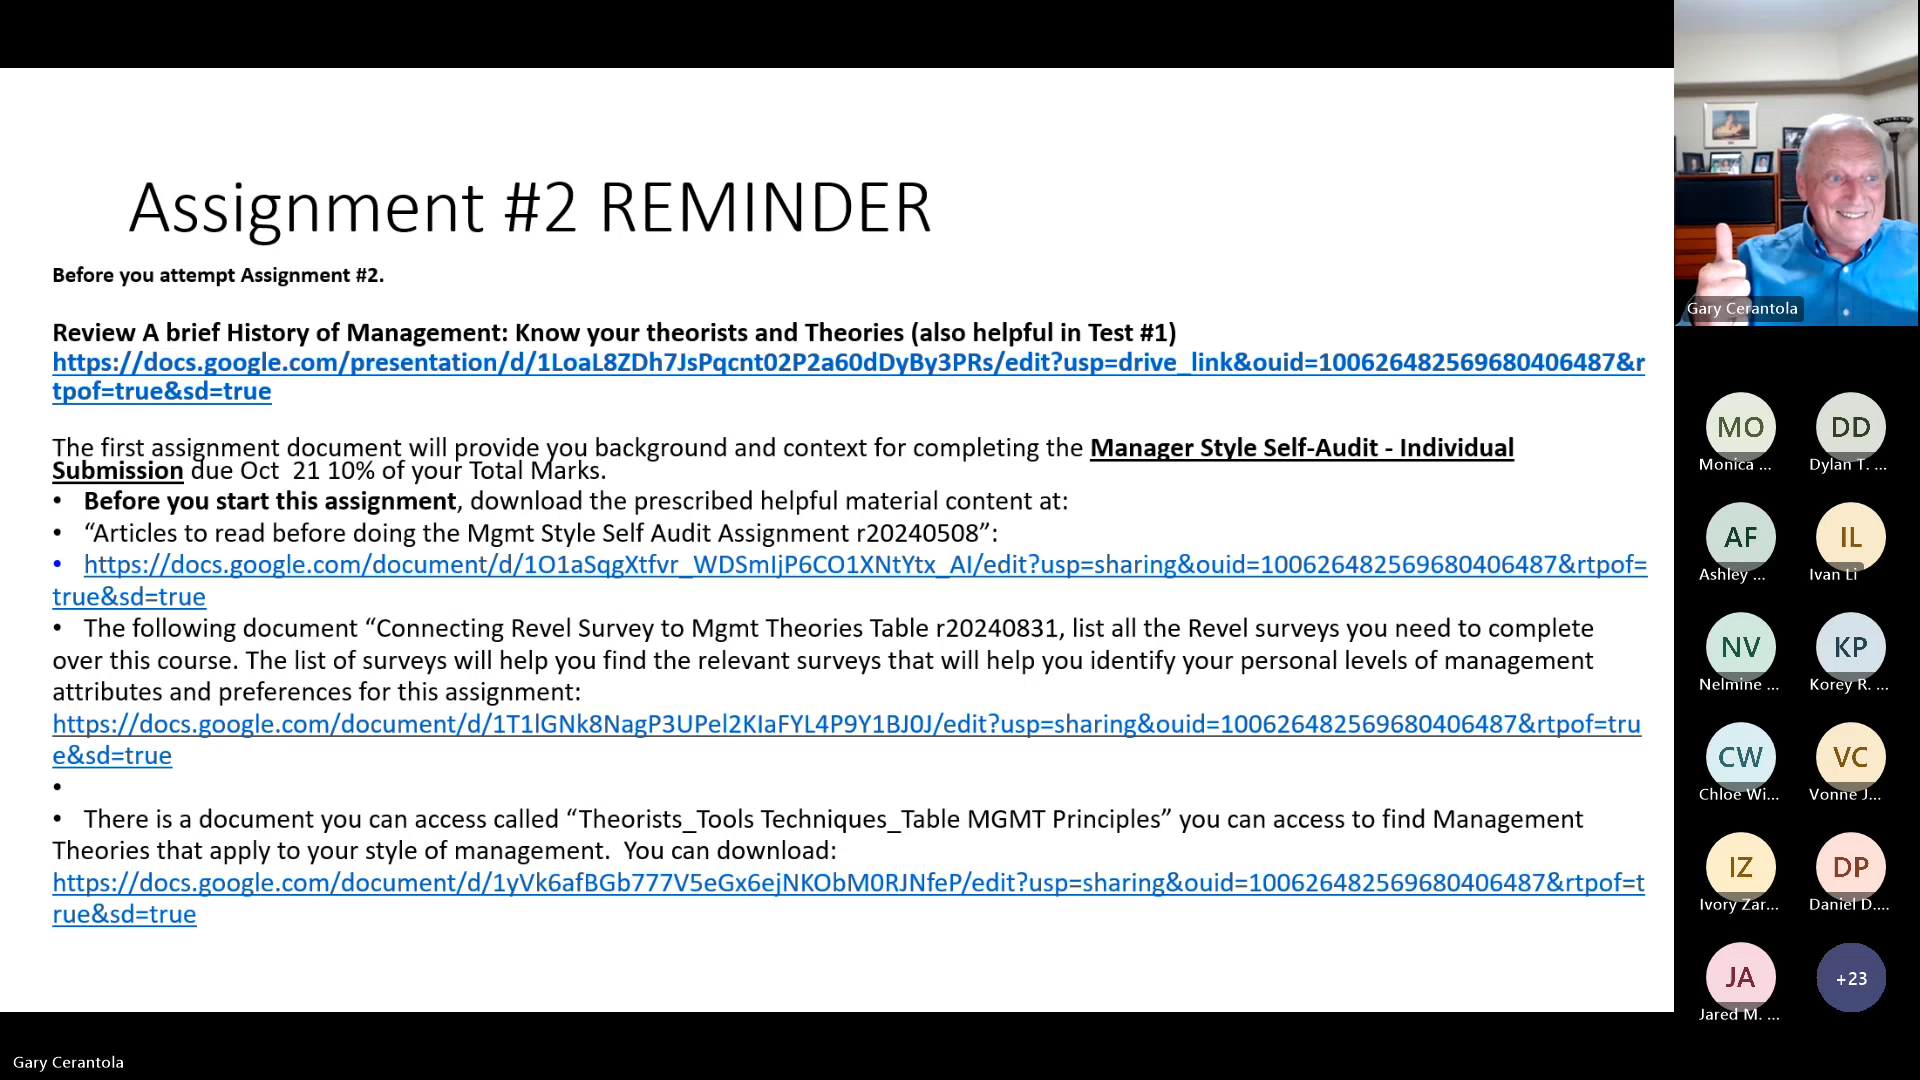 Assignment #2 REMINDER
Before you attempt Assignment #2.
Review A brief History of Management: Know your theorists and Theories (also helpful in Test #1)
https://docs.google.com/presentation/d/1LoaL8ZDh7JsPqcnt02P2a60dDyBy3PRs/edit?usp=drive_link&ouid=100626482569680406487&r
tpof=true&sd=true
The first assignment document will provide you background and context for completing the Manager Style Self-Audit - Individual
Submission due Oct  21 10% of your Total Marks.
• Before you start this assignment, download the prescribed helpful material content at:
• “Articles to read before doing the Mgmt Style Self Audit Assignment r20240508”:
• https://docs.google.com/document/d/1O1aSqgXtfvr_WDSmIjP6CO1XNtYtx_AI/edit?usp=sharing&ouid=100626482569680406487&rtpof=
true&sd=true
• The following document “Connecting Revel Survey to Mgmt Theories Table r20240831, list all the Revel surveys you need to complete
over this course. The list of surveys will help you find the relevant surveys that will help you identify your personal levels of management
attributes and preferences for this assignment:
https://docs.google.com/document/d/1T1lGNk8NagP3UPel2KIaFYL4P9Y1BJ0J/edit?usp=sharing&ouid=100626482569680406487&rtpof=tru
e&sd=true
•
• There is a document you can access called “Theorists_Tools Techniques_Table MGMT Principles” you can access to find Management
Theories that apply to your style of management.  You can download:
https://docs.google.com/document/d/1yVk6afBGb777V5eGx6ejNKObM0RJNfeP/edit?usp=sharing&ouid=100626482569680406487&rtpof=t
rue&sd=true
Gary Cerantola
MO
Monica ...
DD
Dylan T. ...
AF
Ashley ...
IL
Ivan Li
NV
Nelmine ...
KP
Korey R. ...
CW
Chloe Wi...
VC
Vonne J...
IZ
Ivory Zar...
DP
Daniel D....
JA
Jared M. ...
+23
Gary Cerantola